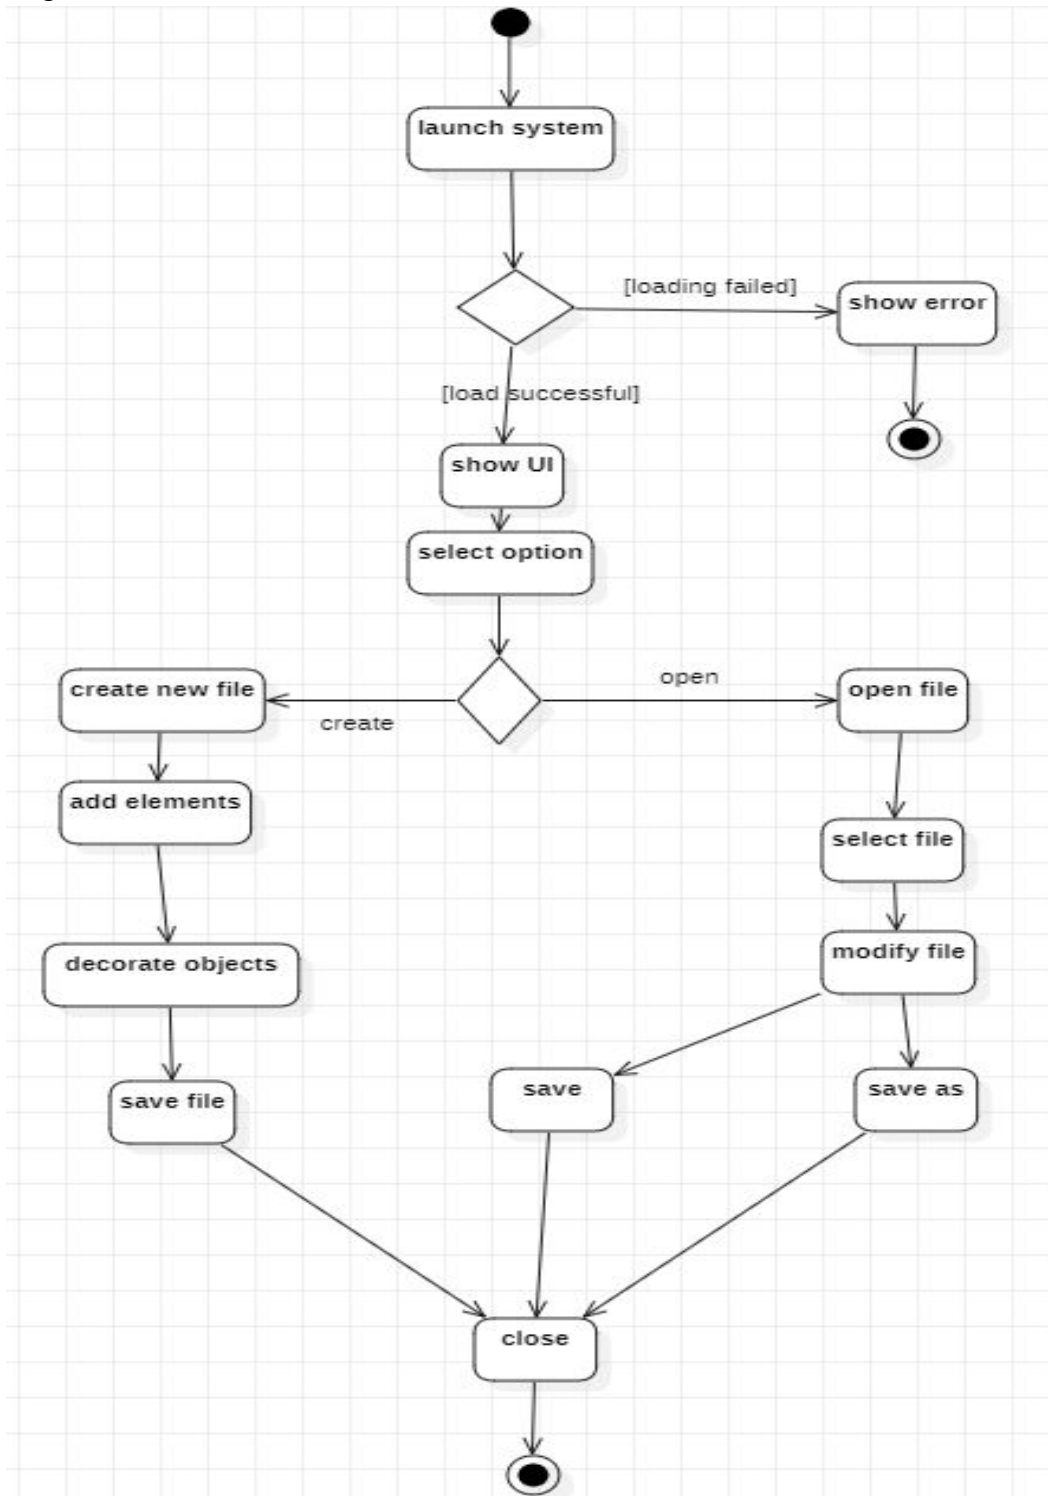 launch system
[loading failed]
show error
[load successful]
show UI
select option
create new file
open
open file
create
add elements
select file
decorate objects
modify file
save file
save
save as
close